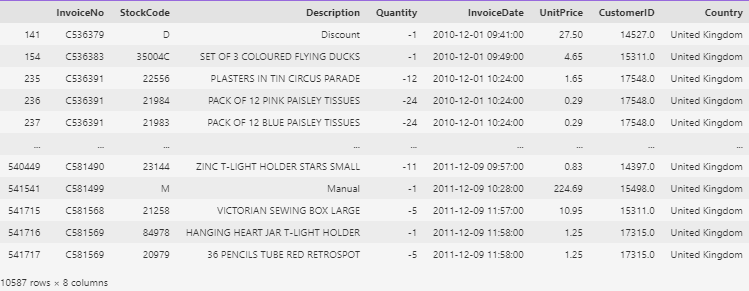 InvoiceNo StockCode Description Quantity InvoiceDate UnitPrice CustomerID Country
141 C536379 D Discount -1 2010-12-01 09:41:00 27.50 14527.0 United Kingdom
154 C536383 35004C SET OF 3 COLOURED FLYING DUCKS -1 2010-12-01 09:49:00 4.65 15311.0 United Kingdom
235 C536391 22556 PLASTERS IN TIN CIRCUS PARADE -12 2010-12-01 10:24:00 1.65 17548.0 United Kingdom
236 C536391 21984 PACK OF 12 PINK PAISLEY TISSUES -24 2010-12-01 10:24:00 0.29 17548.0 United Kingdom
237 C536391 21983 PACK OF 12 BLUE PAISLEY TISSUES -24 2010-12-01 10:24:00 0.29 17548.0 United Kingdom
... ... ... ... ... ... ... ... ...
540449 C581490 23144 ZINC T-LIGHT HOLDER STARS SMALL -11 2011-12-09 09:57:00 0.83 14397.0 United Kingdom
541541 C581499 M Manual -1 2011-12-09 10:28:00 224.69 15498.0 United Kingdom
541715 C581568 21258 VICTORIAN SEWING BOX LARGE -5 2011-12-09 11:57:00 10.95 15311.0 United Kingdom
541716 C581569 84978 HANGING HEART JAR T-LIGHT HOLDER -1 2011-12-09 11:58:00 1.25 17315.0 United Kingdom
541717 C581569 20979 36 PENCILS TUBE RED RETROSPOT -5 2011-12-09 11:58:00 1.25 17315.0 United Kingdom
10587 rows × 8 columns